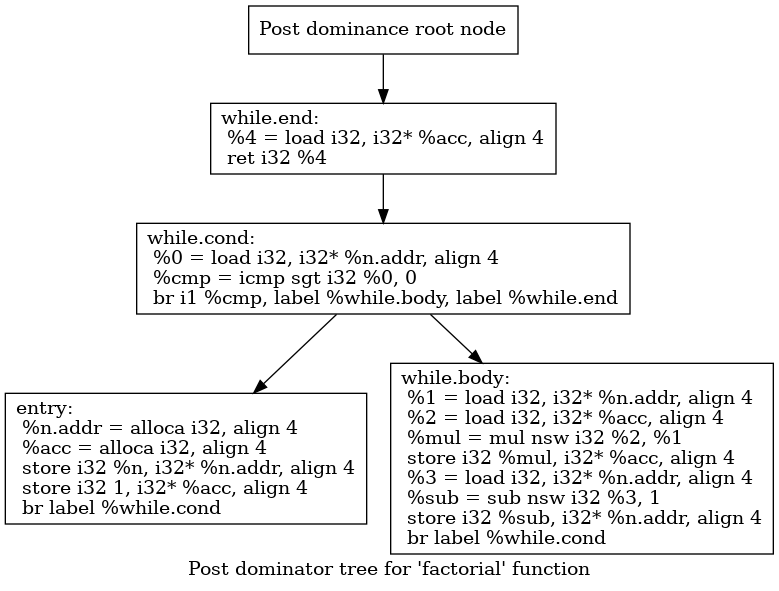 Post dominance root node
while.end:
%4 = load i32, i32* %acc, align 4
ret i32 %4
while.cond:
%0 = load i32, i32* %n.addr, align 4
%cmp = icmp sgt i32 %0, 0
br i1 %cmp, label %while.body, label %while.end
entry:
%n.addr = alloca i32, align 4
%acc = alloca i32, align 4
store i32 %n, i32* %n.addr, align 4
store i32 1, i32* %acc, align 4
br label %while.cond
while.body:
%1 = load i32, i32* %n.addr, align 4
%2 = load i32, i32* %acc, align 4
%mul = mul nsw i32 %2, %1
store i32 %mul, i32* %acc, align 4
%3 = load i32, i32* %n.addr, align 4
%sub = sub nsw i32 %3, 1
store i32 %sub, i32* %n.addr, align 4
br label %while.cond
Post dominator tree for 'factorial' function